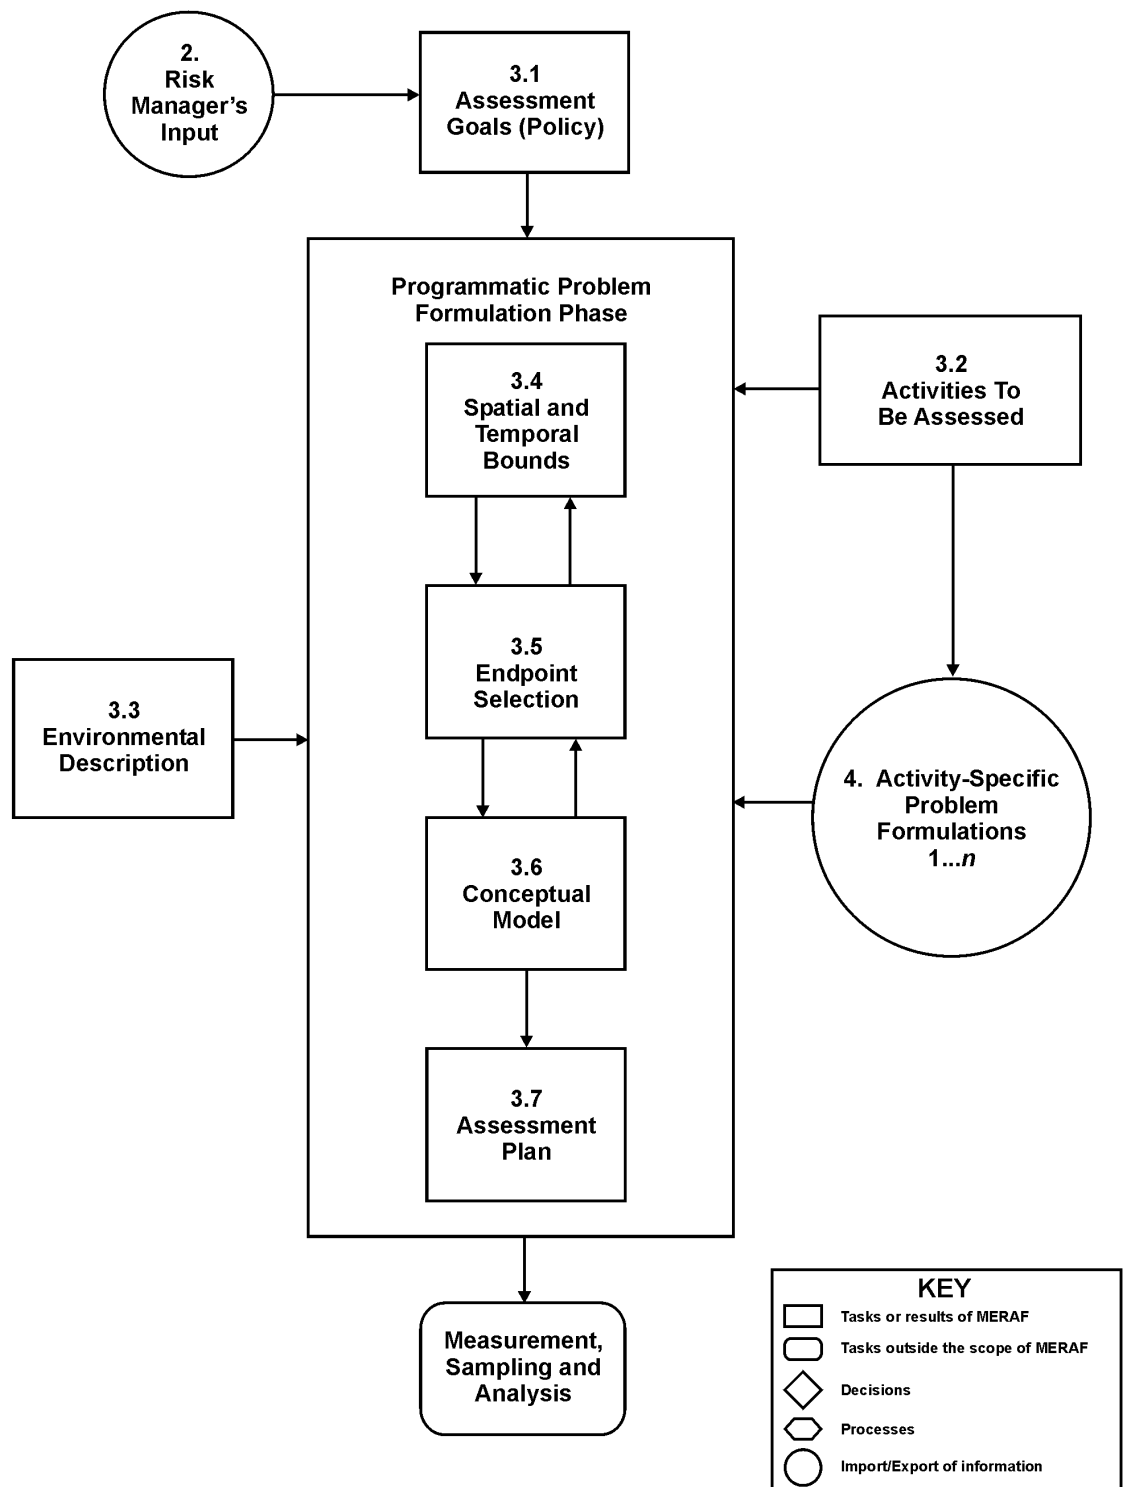 2.
Risk
Manager’s
Input
3.1
Assessment
Goals (Policy)
Programmatic Problem
Formulation Phase
3.4
Spatial and
Temporal
Bounds
3.2
Activities To
Be Assessed
3.5
Endpoint
Selection
3.3
Environmental
Description
4. Activity-Specific
Problem
Formulations
1...n
3.6
Conceptual
Model
3.7
Assessment
Plan
Measurement,
Sampling and
Analysis
KEY
Tasks or results of MERAF
Tasks outside the scope of MERAF
Decisions
Processes
Import/Export of information